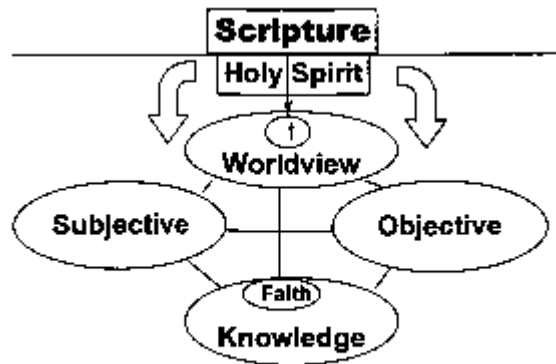 Scripture
Holy Spirit
†
Worldview
Subjective
Objective
Faith
Knowledge